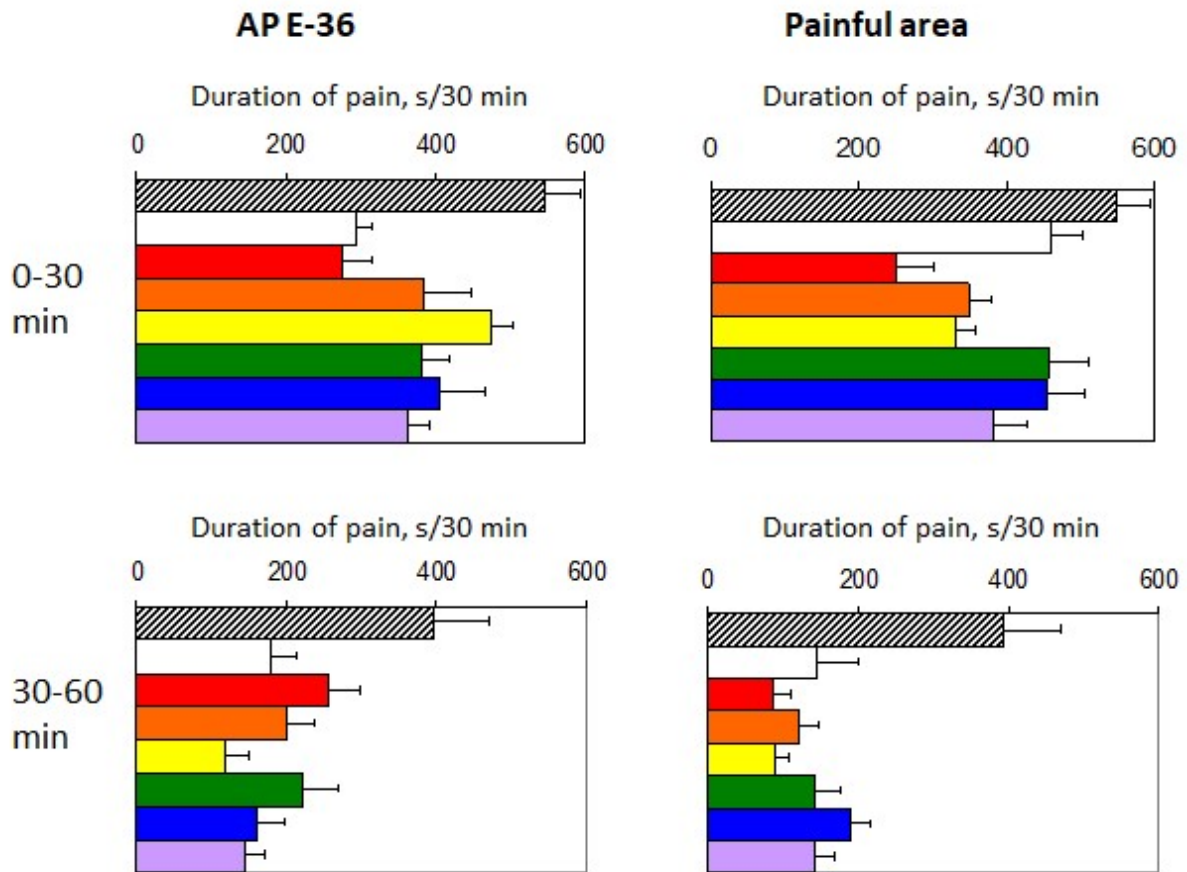 AP E-36
Painful area
Duration of pain, s/30 min
Duration of pain, s/30 min
0 200 400 600
0 200 400 600
0-30
min
Duration of pain, s/30 min
Duration of pain, s/30 min
0 200 400 600
0 200 400 600
30-60
min